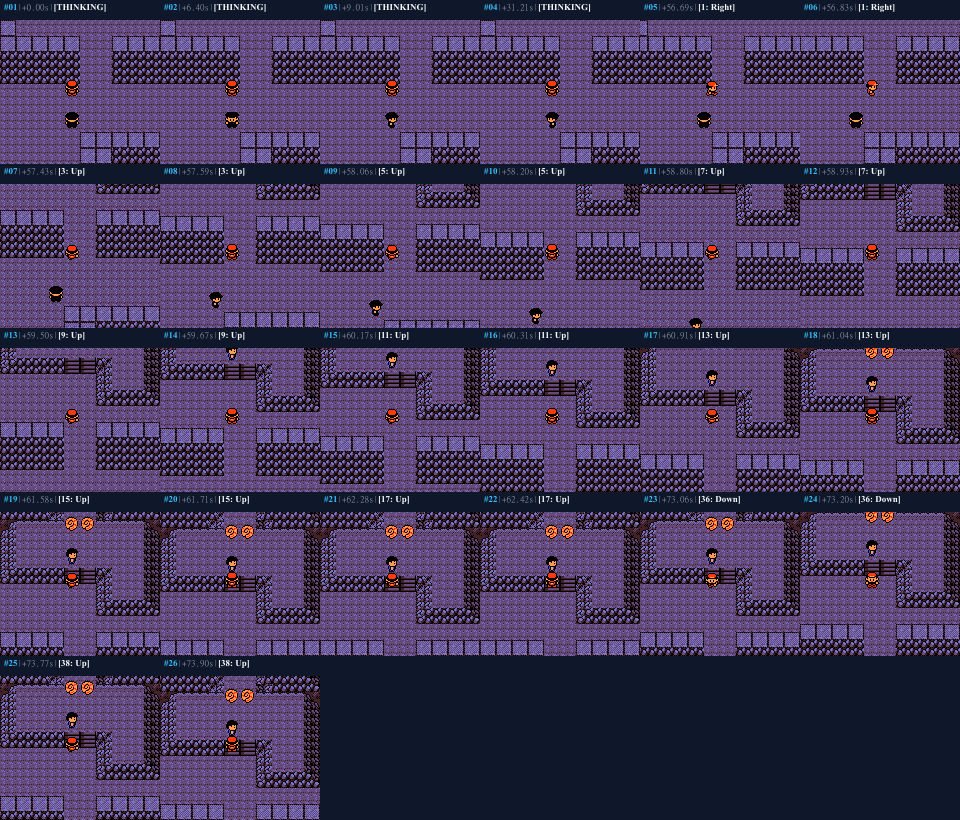 #01|+0.00s|[THINKING]
#02|+6.40s|[THINKING]
#03|+9.01s|[THINKING]
#04|+31.21s|[THINKING]
#05|+56.69s|[1: Right]
#06|+56.83s|[1: Right]
#07|+57.43s|[3: Up]
#08|+57.59s|[3: Up]
#09|+58.06s|[5: Up]
#10|+58.20s|[5: Up]
#11|+58.80s|[7: Up]
#12|+58.93s|[7: Up]
#13|+59.50s|[9: Up]
#14|+59.67s|[9: Up]
#15|+60.17s|[11: Up]
#16|+60.31s|[11: Up]
#17|+60.91s|[13: Up]
#18|+61.04s|[13: Up]
#19|+61.58s|[15: Up]
#20|+61.71s|[15: Up]
#21|+62.28s|[17: Up]
#22|+62.42s|[17: Up]
#23|+73.06s|[36: Down]
#24|+73.20s|[36: Down]
#25|+73.77s|[38: Up]
#26|+73.90s|[38: Up]